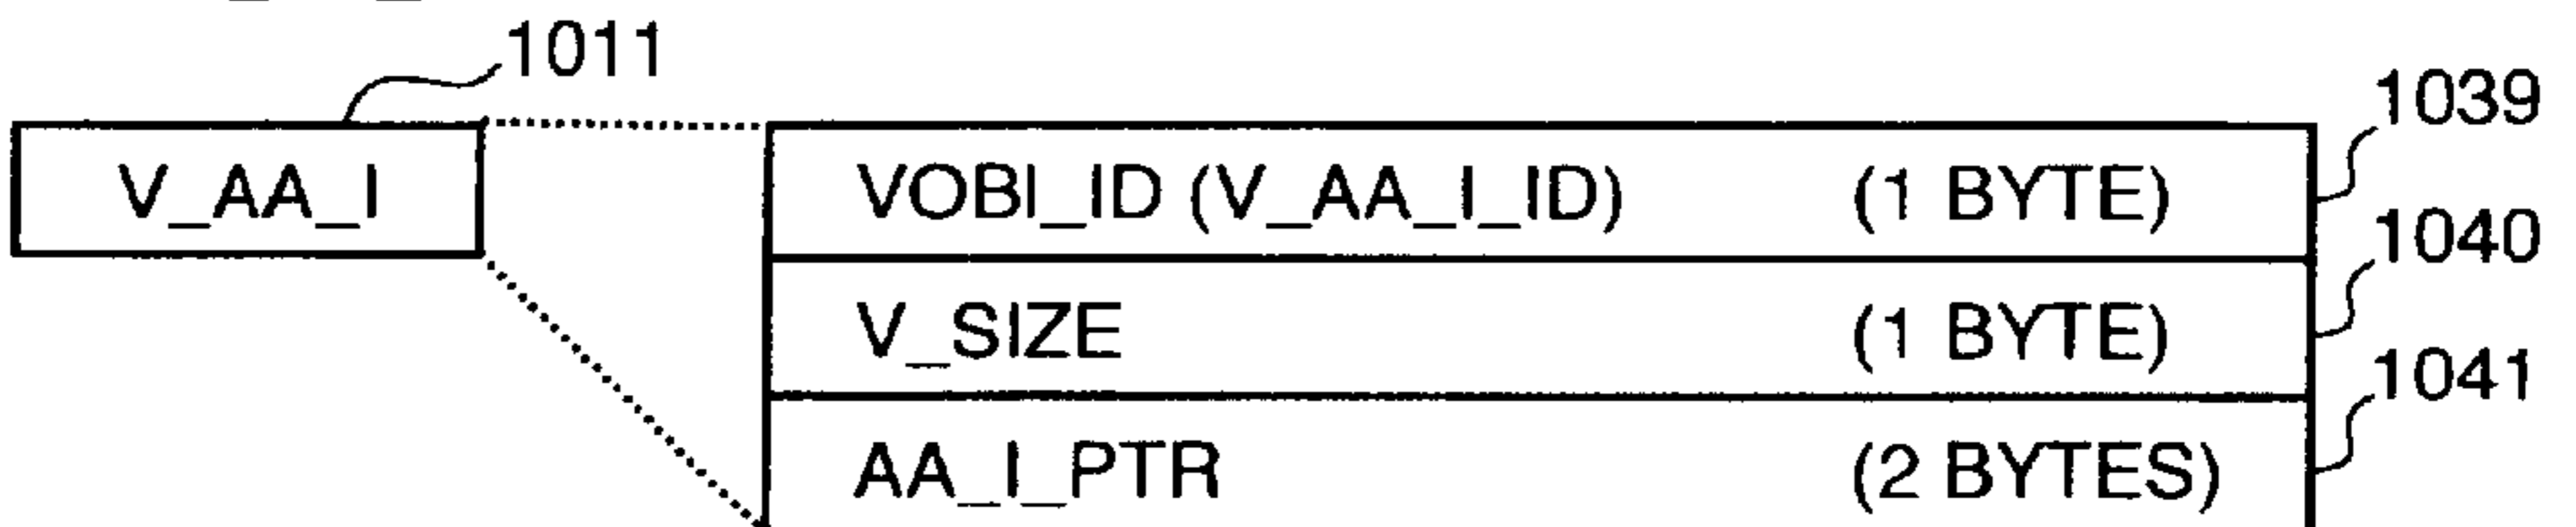 1011
1039
V_AA_I
VOBI_ID (V_AA_I_ID) (1 BYTE)
1040
V_SIZE (1 BYTE)
1041
AA_I_PTR (2 BYTES)